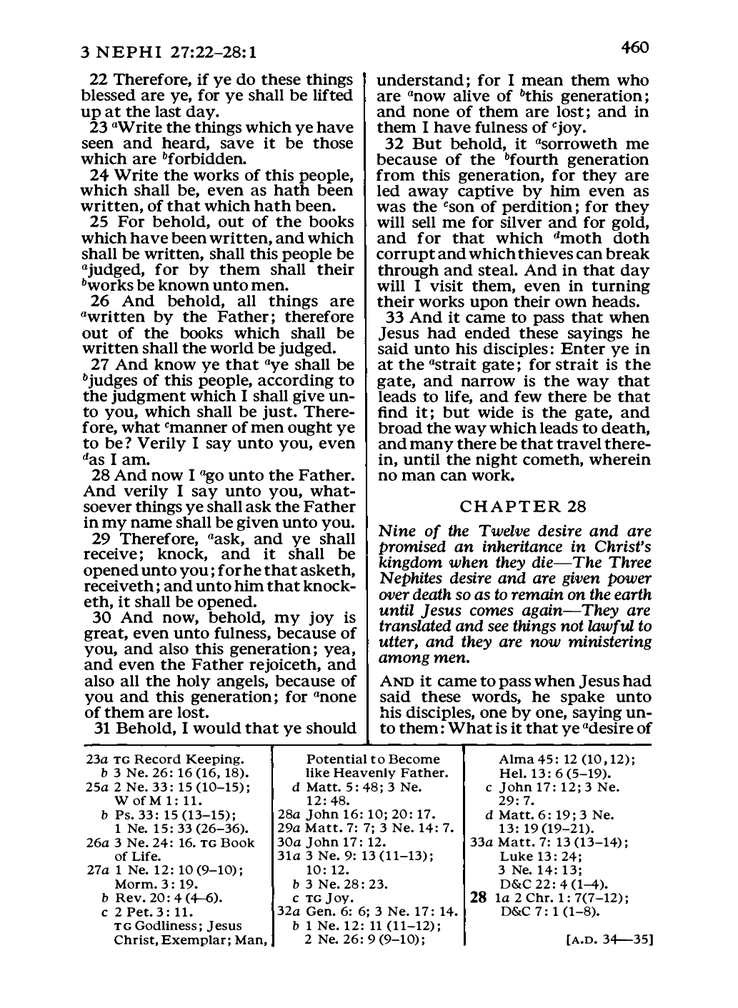 3 NEPHI 27:22–28:1
460
22 Therefore, if ye do these things
blessed are ye, for ye shall be lifted
up at the last day.
23 aWrite the things which ye have
seen and heard, save it be those
which are bforbidden.
24 Write the works of this people,
which shall be, even as hath been
written, of that which hath been.
25 For behold, out of the books
which have been written, and which
shall be written, shall this people be
ajudged, for by them shall their
bworks be known unto men.
26 And behold, all things are
awritten by the Father; therefore
out of the books which shall be
written shall the world be judged.
27 And know ye that aye shall be
bjudges of this people, according to
the judgment which I shall give un-
to you, which shall be just. There-
fore, what cmanner of men ought ye
to be? Verily I say unto you, even
das I am.
28 And now I ago unto the Father.
And verily I say unto you, what-
soever things ye shall ask the Father
in my name shall be given unto you.
29 Therefore, aask, and ye shall
receive; knock, and it shall be
opened unto you; for he that asketh,
receiveth; and unto him that knock-
eth, it shall be opened.
30 And now, behold, my joy is
great, even unto fulness, because of
you, and also this generation; yea,
and even the Father rejoiceth, and
also all the holy angels, because of
you and this generation; for anone
of them are lost.
31 Behold, I would that ye should
understand; for I mean them who
are anow alive of bthis generation;
and none of them are lost; and in
them I have fulness of cjoy.
32 But behold, it asorroweth me
because of the bfourth generation
from this generation, for they are
led away captive by him even as
was the cson of perdition; for they
will sell me for silver and for gold,
and for that which dmoth doth
corrupt and which thieves can break
through and steal. And in that day
will I visit them, even in turning
their works upon their own heads.
33 And it came to pass that when
Jesus had ended these sayings he
said unto his disciples: Enter ye in
at the astrait gate; for strait is the
gate, and narrow is the way that
leads to life, and few there be that
find it; but wide is the gate, and
broad the way which leads to death,
and many there be that travel there-
in, until the night cometh, wherein
no man can work.
CHAPTER 28
Nine of the Twelve desire and are
promised an inheritance in Christ's
kingdom when they die—The Three
Nephites desire and are given power
over death so as to remain on the earth
until Jesus comes again—They are
translated and see things not lawful to
utter, and they are now ministering
among men.
AND it came to pass when Jesus had
said these words, he spake unto
his disciples, one by one, saying un-
to them: What is it that ye adesire of
23a TG Record Keeping.
b 3 Ne. 26: 16 (16, 18).
25a 2 Ne. 33: 15 (10–15);
W of M 1: 11.
b Ps. 33: 15 (13–15);
1 Ne. 15: 33 (26–36).
26a 3 Ne. 24: 16. TG Book
of Life.
27a 1 Ne. 12: 10 (9–10);
Morm. 3: 19.
b Rev. 20: 4 (4–6).
c 2 Pet. 3: 11.
TG Godliness; Jesus
Christ, Exemplar; Man,
Potential to Become
like Heavenly Father.
d Matt. 5: 48; 3 Ne.
12: 48.
28a John 16: 10; 20: 17.
29a Matt. 7: 7; 3 Ne. 14: 7.
30a John 17: 12.
31a 3 Ne. 9: 13 (11–13);
10: 12.
b 3 Ne. 28: 23.
c TG Joy.
32a Gen. 6: 6; 3 Ne. 17: 14.
b 1 Ne. 12: 11 (11–12);
2 Ne. 26: 9 (9–10);
Alma 45: 12 (10,12);
Hel. 13: 6 (5–19).
c John 17: 12; 3 Ne.
29: 7.
d Matt. 6: 19; 3 Ne.
13: 19 (19–21).
33a Matt. 7: 13 (13–14);
Luke 13: 24;
3 Ne. 14: 13;
D&C 22: 4 (1–4).
28 1a 2 Chr. 1: 7(7–12);
D&C 7: 1 (1–8).
[A.D. 34—35]